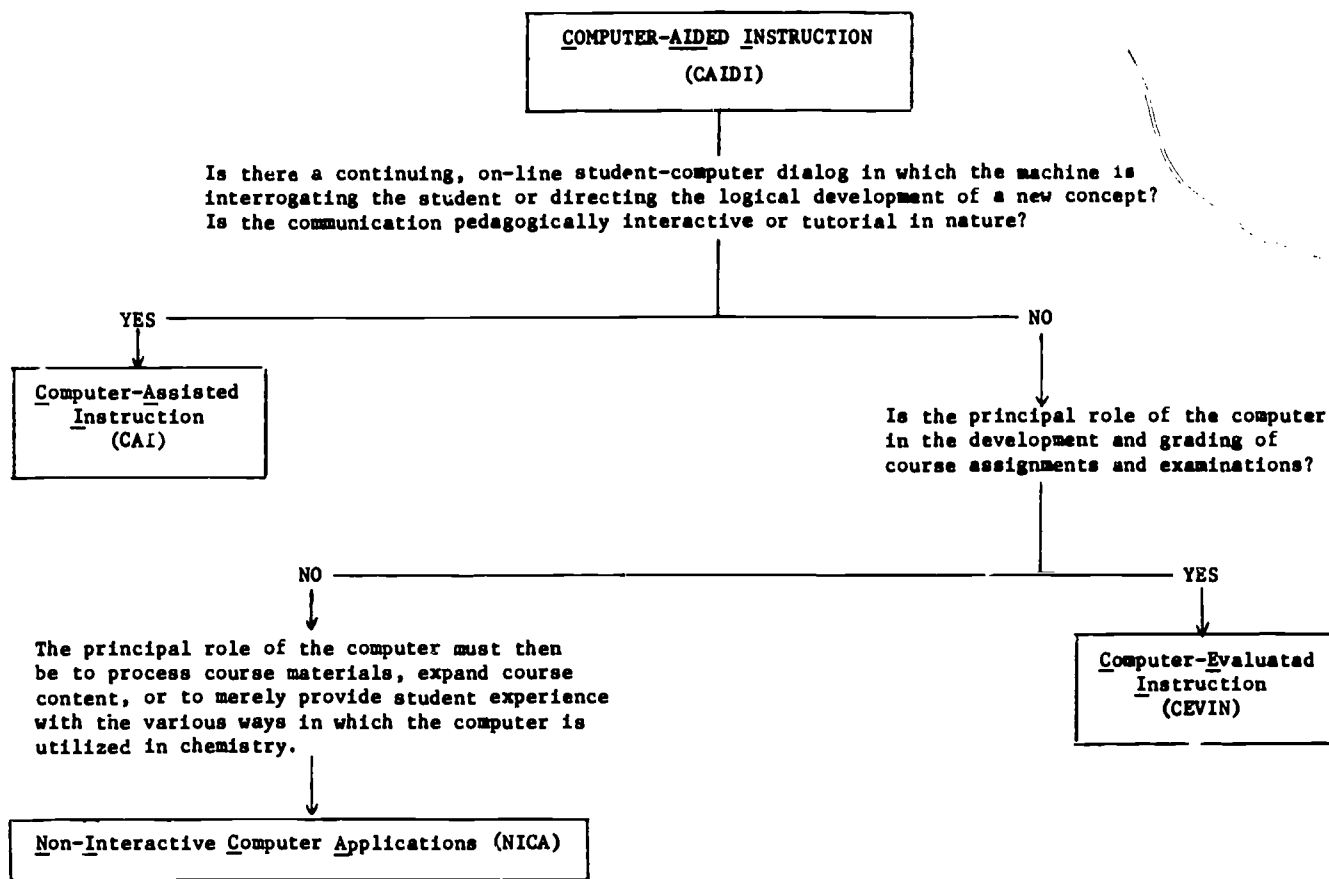 COMPUTER-AIDED INSTRUCTION
(CAIDI)
Is there a continuing, on-line student-computer dialog in which the machine is
interrogating the student or directing the logical development of a new concept?
Is the communication pedagogically interactive or tutorial in nature?
YES
NO
Computer-Assisted
Instruction
(CAI)
Is the principal role of the computer
in the development and grading of
course assignments and examinations?
NO
YES
The principal role of the computer must then
be to process course materials, expand course
content, or to merely provide student experience
with the various ways in which the computer is
utilized in chemistry.
Computer-Evaluatad
Instruction
(CEVIN)
Non-Interactive Computer Applications (NICA)